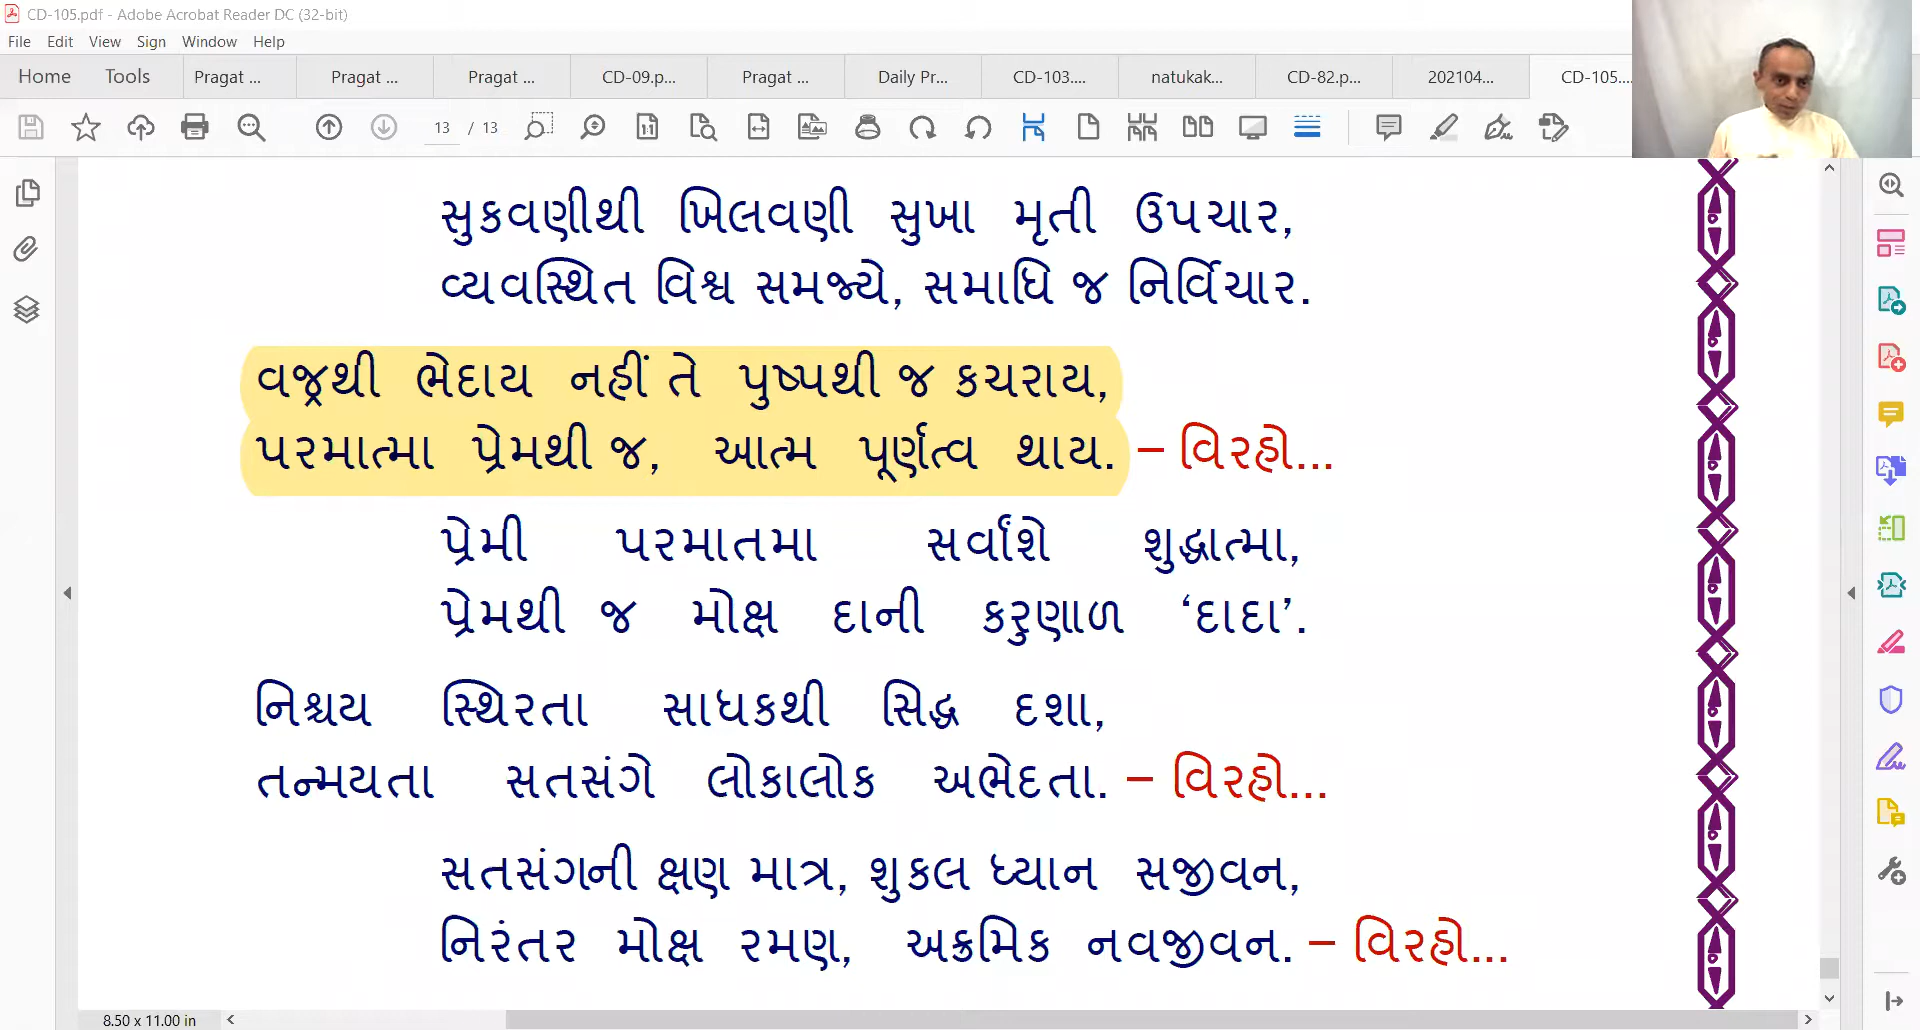 CD-105.pdf - Adobe Acrobat Reader DC (32-bit)
File Edit View Sign Window Help
Home Tools Pragat ... Pragat ... Pragat ... CD-09.p... Pragat ... Daily Pr... CD-103.... natukak... CD-82.p... 202104... CD-105....
13 / 13
સુકવણીથી ખિલવણી સુખા મૃતી ઉપચાર,
વ્યવસ્થિત વિશ્વ સમજ્યે, સમાધિ જ નિર્વિચાર.
વજ્રથી ભેદાય નહીં તે પુષ્પથી જ કચરાય,
પરમાત્મા પ્રેમથી જ, આત્મ પૂર્ણત્વ થાય. – વિરહો...
પ્રેમી પરમાતમા સર્વાંશે શુદ્ધાત્મા,
પ્રેમથી જ મોક્ષ દાની કરુણાળ ‘દાદા’.
નિશ્ચય સ્થિરતા સાધકથી સિદ્ધ દશા,
તન્મયતા સતસંગે લોકાલોક અભેદતા. – વિરહો...
સતસંગની ક્ષણ માત્ર, શુકલ ધ્યાન સજીવન,
નિરંતર મોક્ષ રમણ, અક્રમિક નવજીવન. – વિરહો...
8.50 x 11.00 in